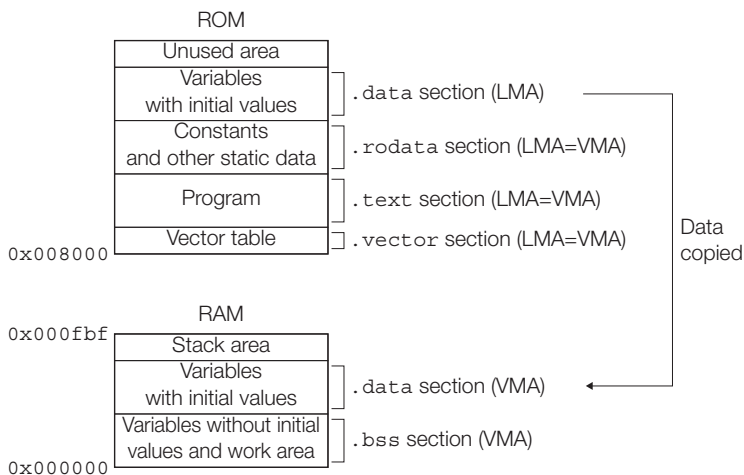 ROM
Unused area
Variables
with initial values
.data section (LMA)
Constants
and other static data
.rodata section (LMA=VMA)
Program
.text section (LMA=VMA)
Vector table
.vector section (LMA=VMA)
0x008000
Data
copied
RAM
0x000fbf
Stack area
Variables
with initial values
.data section (VMA)
Variables without initial
values and work area
.bss section (VMA)
0x000000